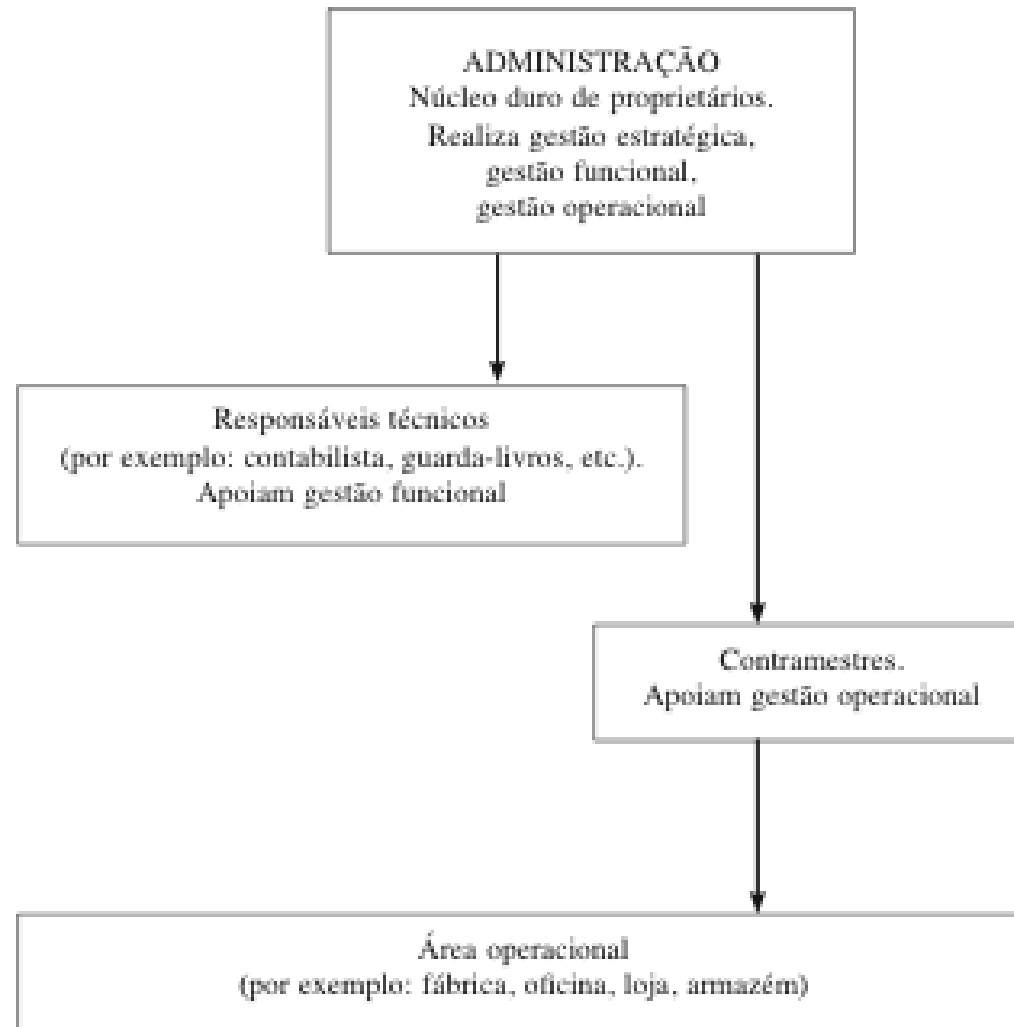 ADMINISTRAÇÃO
Núcleo duro de proprietários.
Realiza gestão estratégica,
gestão funcional,
gestão operacional
Responsáveis técnicos
(por exemplo: contabilista, guarda-livros, etc.).
Apoiam gestão funcional
Contramestres.
Apoiam gestão operacional
Área operacional
(por exemplo: fábrica, oficina, loja, armazém)